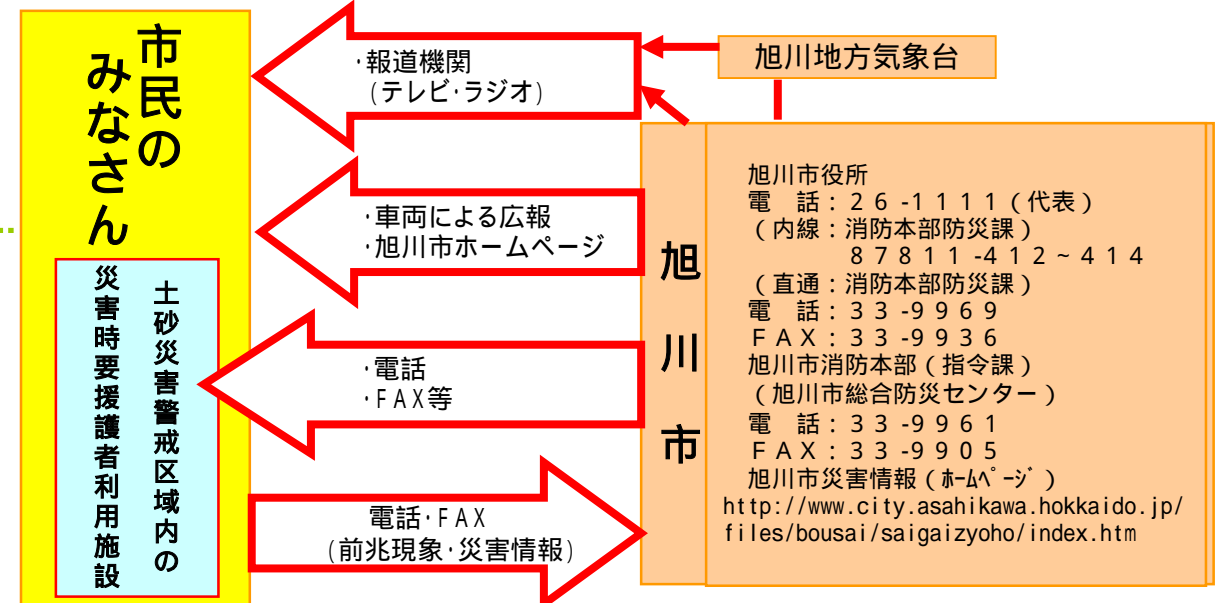 市民の
みなさん
土砂災害警戒区域内の
災害時要援護者利用施設
・報道機関
(テレビ・ラジオ)
・車両による広報
・旭川市ホームページ
・電話
・FAX等
電話・FAX
(前兆現象・災害情報)
旭川地方気象台
旭川市
旭川市役所
電　話：２６-１１１１(代表)
(内線：消防本部防災課)
８７８１１-４１２～４１４
(直通：消防本部防災課)
電　話：３３-９９６９
ＦＡＸ：３３-９９３６
旭川市消防本部(指令課)
(旭川市総合防災センター)
電　話：３３-９９６１
ＦＡＸ：３３-９９０５
旭川市災害情報(ﾎｰﾑﾍﾟｰｼﾞ)
http://www.city.asahikawa.hokkaido.jp/
files/bousai/saigaizyoho/index.htm